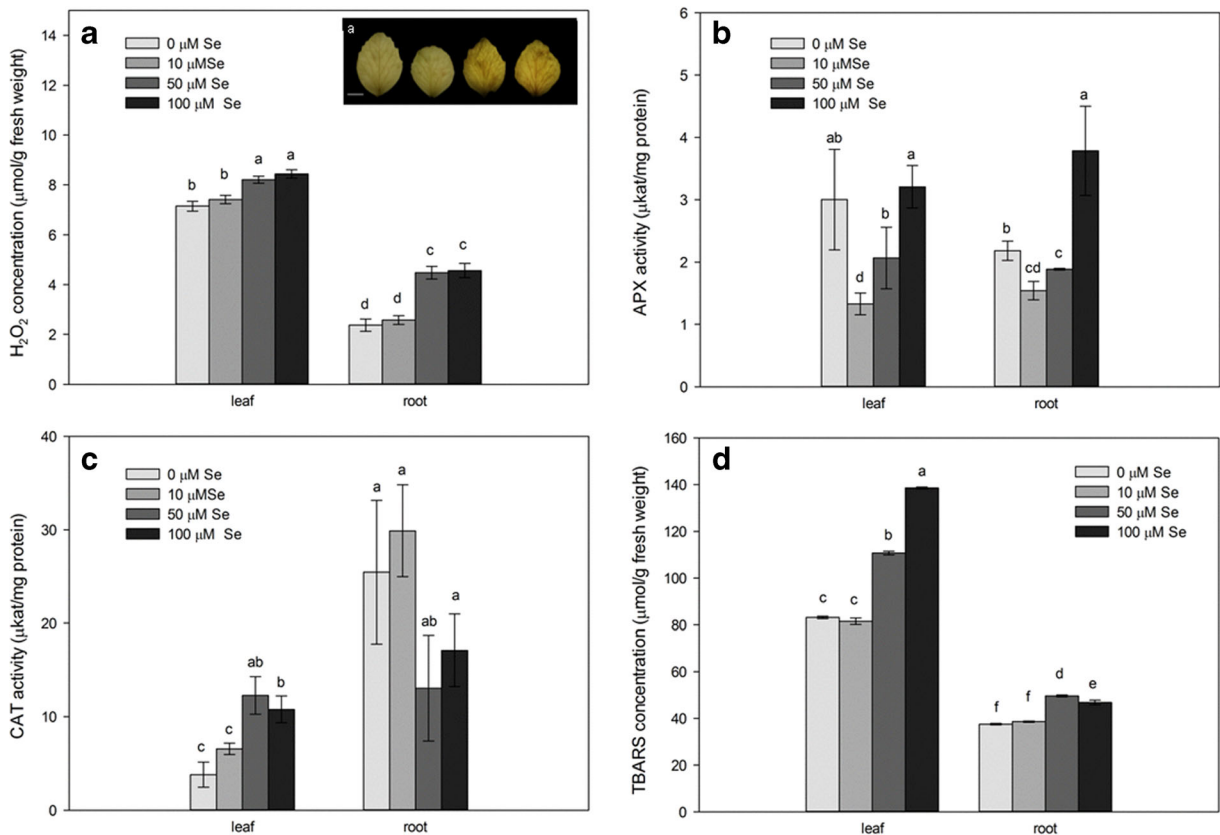 a
0 μM Se
10 μMSe
50 μM Se
100 μM Se
a
H₂O₂ concentration (μmol/g fresh weight)
14
12
10
8
6
4
2
0
b
b
a
a
d
d
c
c
leaf
root
b
0 μM Se
10 μMSe
50 μM Se
100 μM Se
APX activity (μkat/mg protein)
6
5
4
3
2
1
0
ab
d
b
a
b
cd
c
a
leaf
root
c
0 μM Se
10 μMSe
50 μM Se
100 μM Se
CAT activity (μkat/mg protein)
40
30
20
10
0
c
c
ab
b
a
a
ab
a
leaf
root
d
0 μM Se
10 μM Se
50 μM Se
100 μM Se
TBARS concentration (μmol/g fresh weight)
160
140
120
100
80
60
40
20
0
c
c
b
a
f
f
d
e
leaf
root